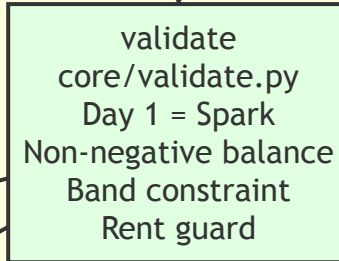 validate
core/validate.py
Day 1 = Spark
Non-negative balance
Band constraint
Rent guard